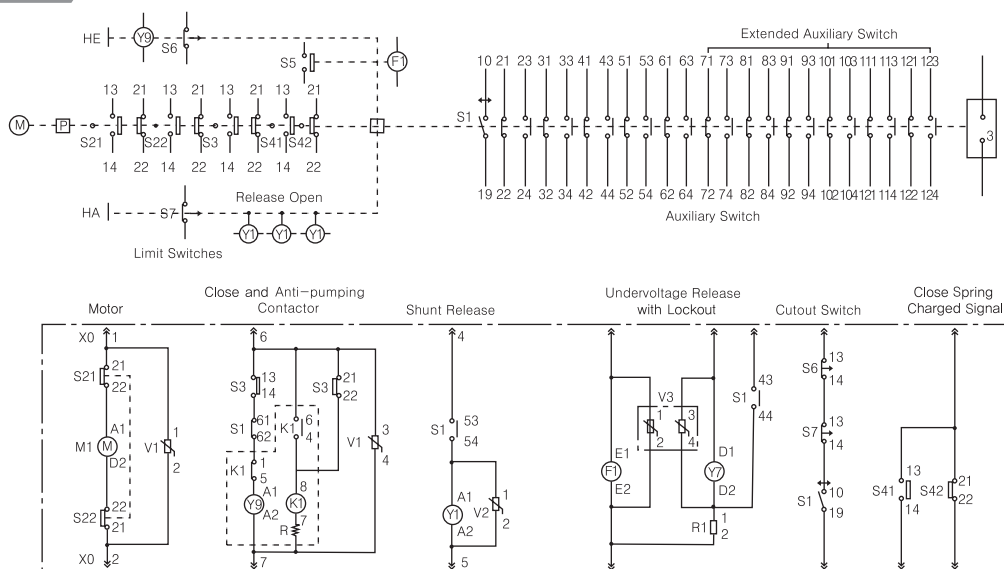 HE
Y9
S6
S5
F1
Extended Auxiliary Switch
10 21 23 31 33 41 43 51 53 61 63 71 73 81 83 91 93 101 103 111 113 121 123
13 21 13 21 13 21 13 21
S1
M
P
S21 S22 S3 S41 S42
3
14 22 14 22 14 22 14 22
19 22 24 32 34 42 44 52 54 62 64 72 74 82 84 92 94 102 104 121 114 122 124
Release Open
Auxiliary Switch
HA
S7
Y1 Y1 Y1
Limit Switches
Motor
Close and Anti-pumping
Contactor
Shunt Release
Undervoltage Release
with Lockout
Cutout Switch
Close Spring
Charged Signal
X0 1
S21 21
22
A1
M1 M
D2
V1 1
2
22
S22 21
X0 2
6
S3 13
14
S1 61
62
K1 1
5
Y9 A1
A2
K1 6
4
8
K1
7
R
S3 21
22
V1 3
4
7
4
S1 53
54
A1
Y1
A2
V2 1
2
5
V3
1
2
3
4
E1
F1
E2
D1
Y7
D2
R1 1
2
S1 43
44
S6 13
14
S7 13
14
S1 10
19
S41 13
14
S42 21
22